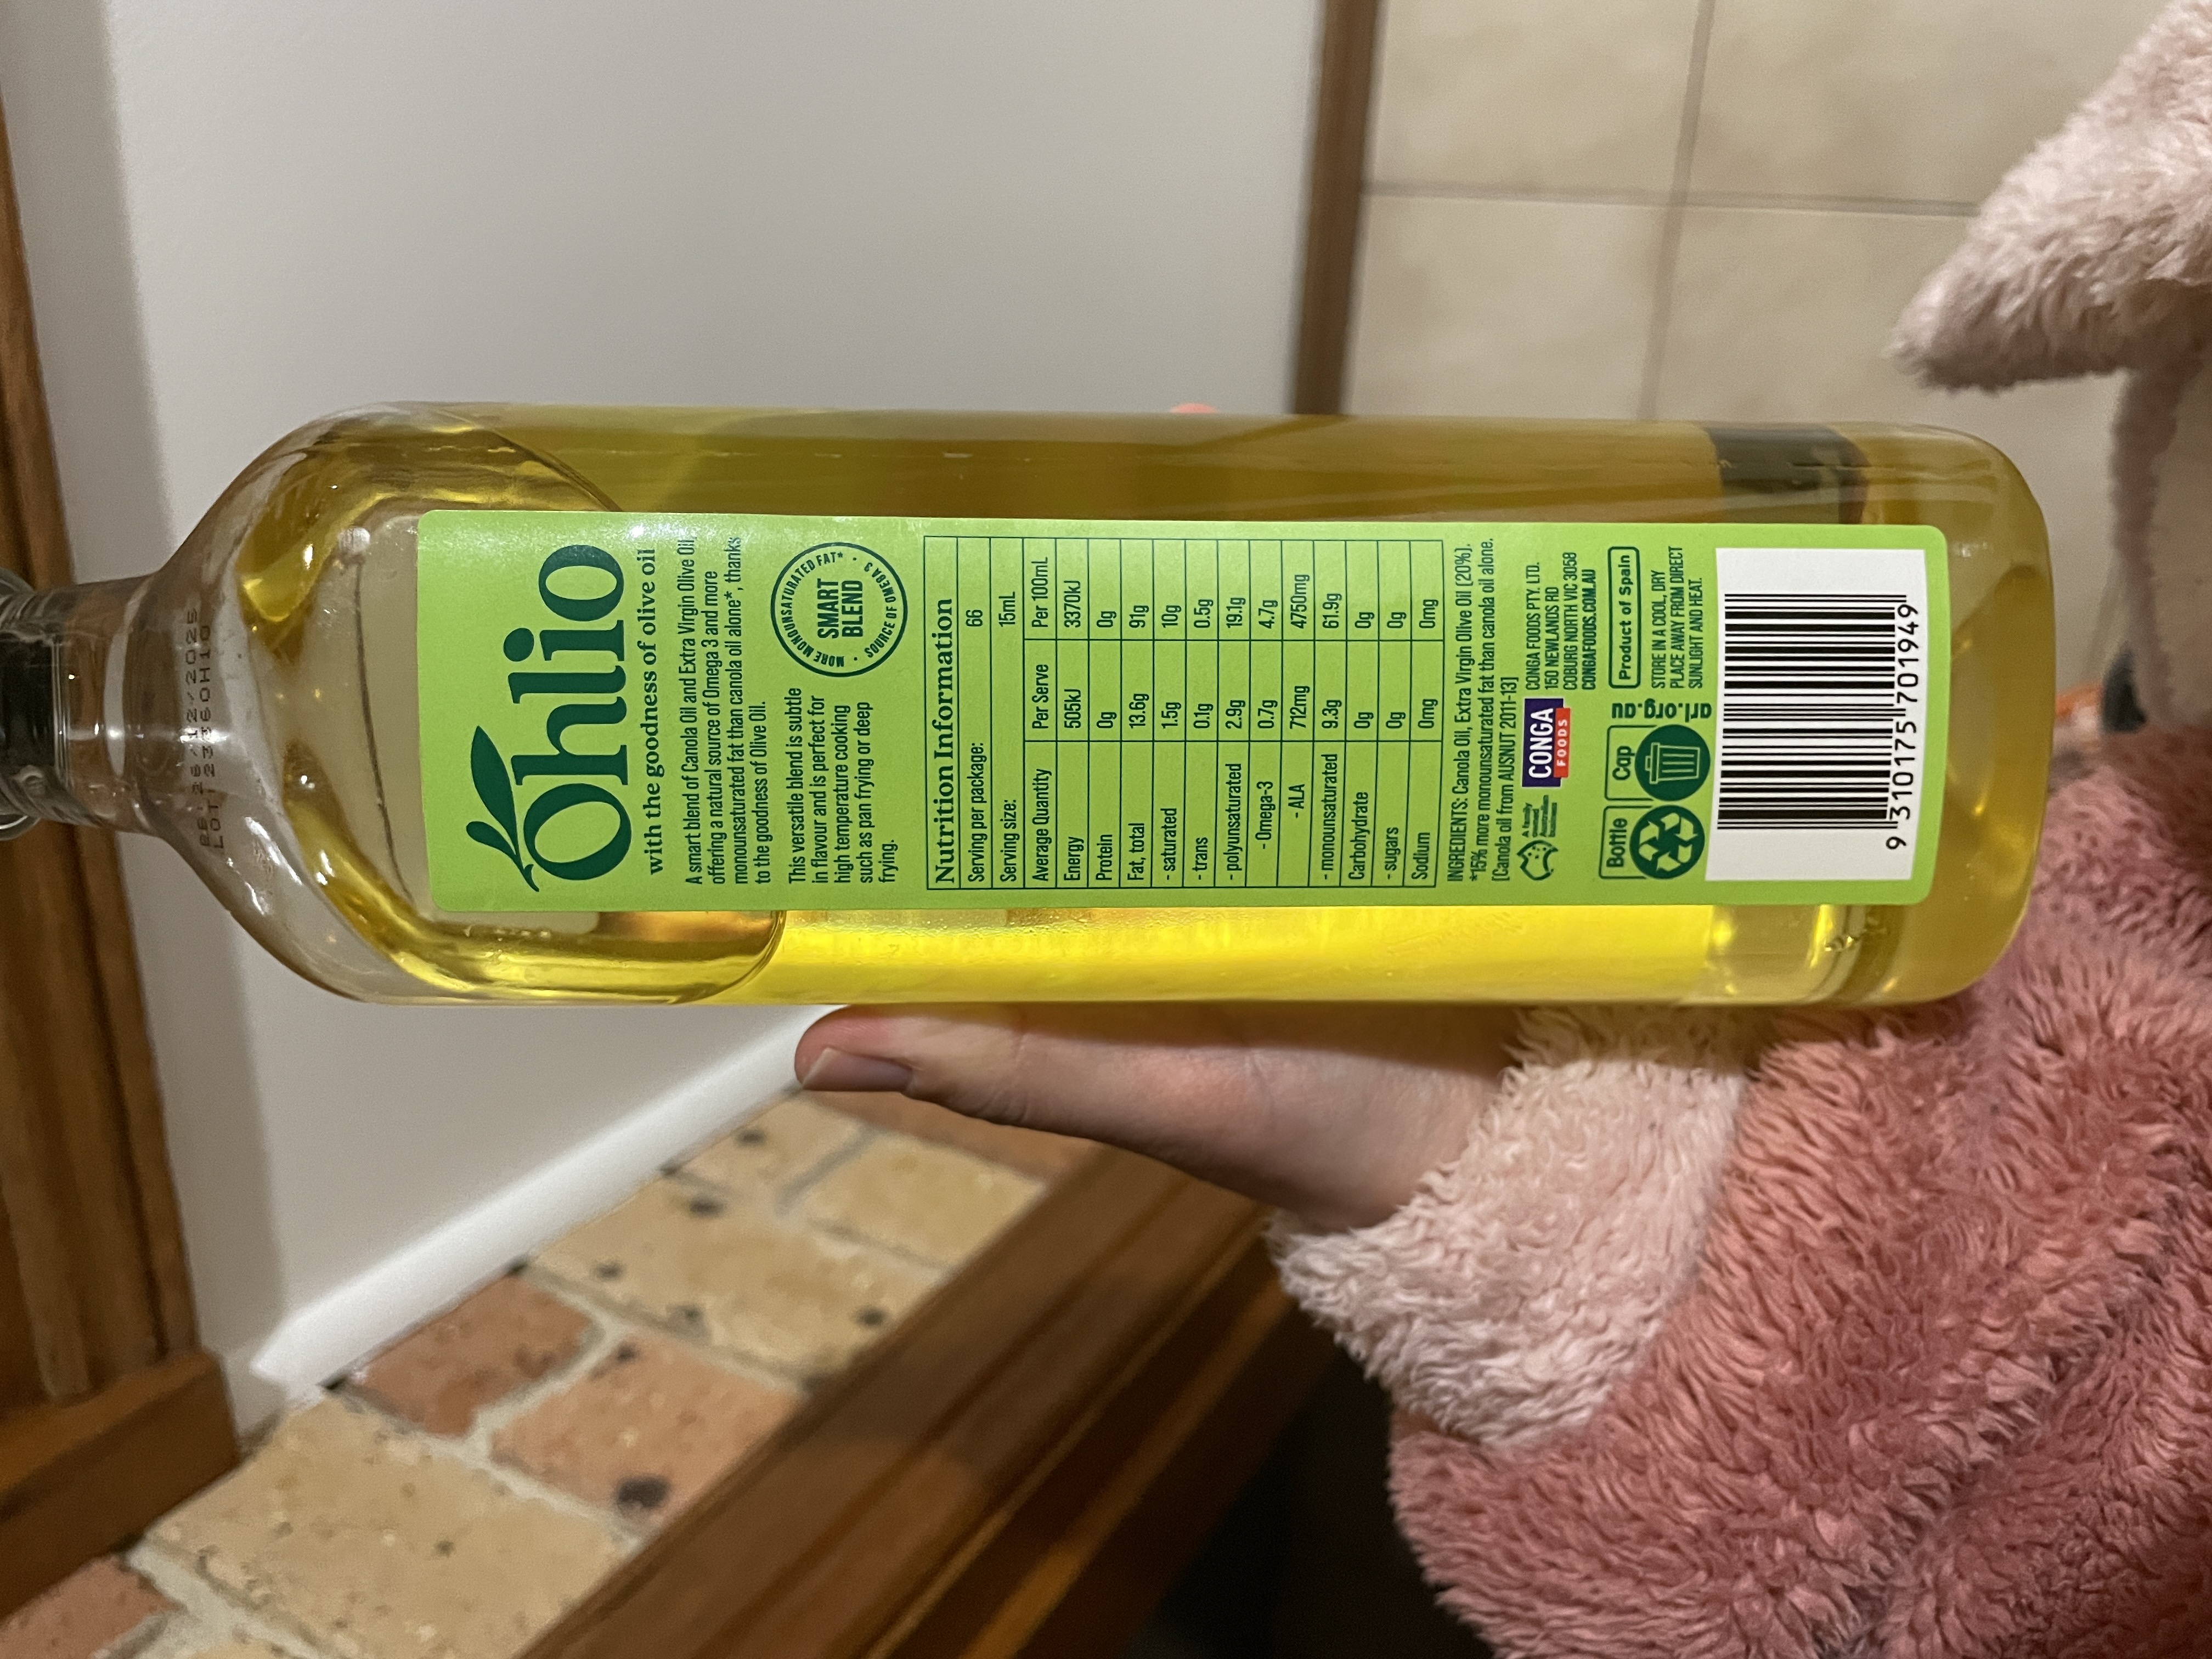 26/12/2025
LOT:
Ohlio
with the goodness of olive oil
A smart blend of Canola Oil and Extra Virgin Olive Oil,
offering a natural source of Omega 3 and more
monounsaturated fat than canola oil alone*, thanks
to the goodness of Olive Oil.
This versatile blend is subtle
in flavour and is perfect for
high temperature cooking
such as pan frying or deep
frying.
MORE MONOUNSATURATED FAT*
SMART
BLEND
SOURCE OF OMEGA 3
Nutrition Information
Serving per package: 66
Serving size: 15mL
Average Quantity Per Serve Per 100mL
Energy 505kJ 3370kJ
Protein 0g 0g
Fat, total 13.6g 91g
- saturated 1.5g 10g
- trans 0.1g 0.5g
- polyunsaturated 2.9g 19.1g
- Omega-3 0.7g 4.7g
- ALA 712mg 4750mg
- monounsaturated 9.3g 61.9g
Carbohydrate 0g 0g
- sugars 0g 0g
Sodium 0mg 0mg
INGREDIENTS: Canola Oil, Extra Virgin Olive Oil (20%).
*15% more monounsaturated fat than canola oil alone.
[Canola oil from AUSNUT 2011-13]
A family
owned
Australian
business
CONGA
FOODS
CONGA FOODS PTY. LTD.
150 NEWLANDS RD
COBURG NORTH VIC 3058
CONGAFOODS.COM.AU
Bottle
Cap
arl.org.au
Product of Spain
STORE IN A COOL, DRY
PLACE AWAY FROM DIRECT
SUNLIGHT AND HEAT.
9 310175 701949